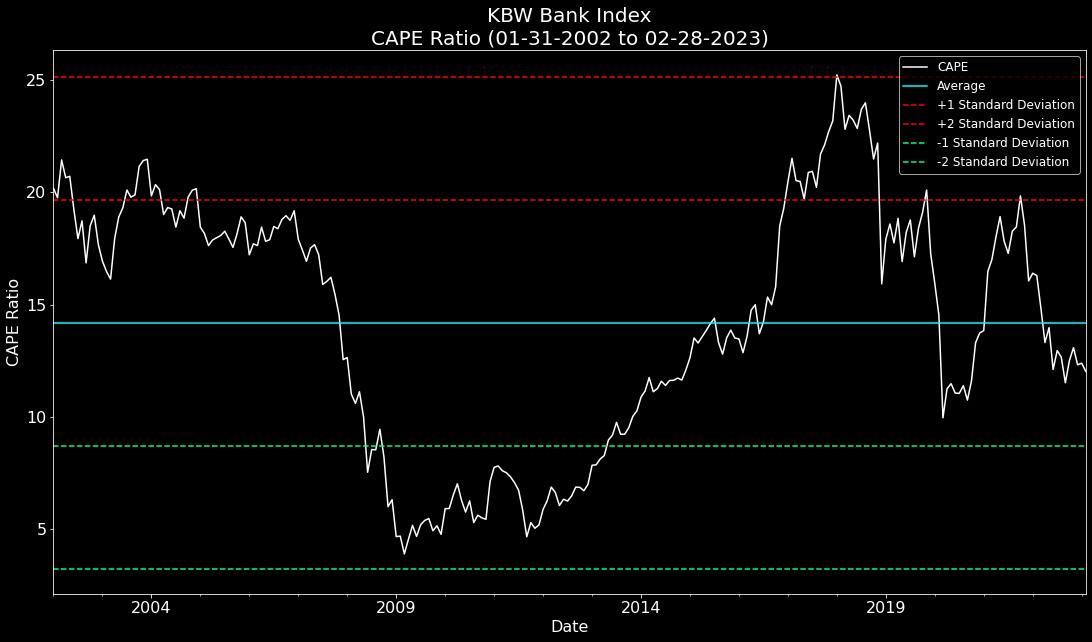 KBW Bank Index
CAPE Ratio (01-31-2002 to 02-28-2023)
CAPE
Average
+1 Standard Deviation
+2 Standard Deviation
-1 Standard Deviation
-2 Standard Deviation
CAPE Ratio
25
20
15
10
5
2004
2009
2014
2019
Date